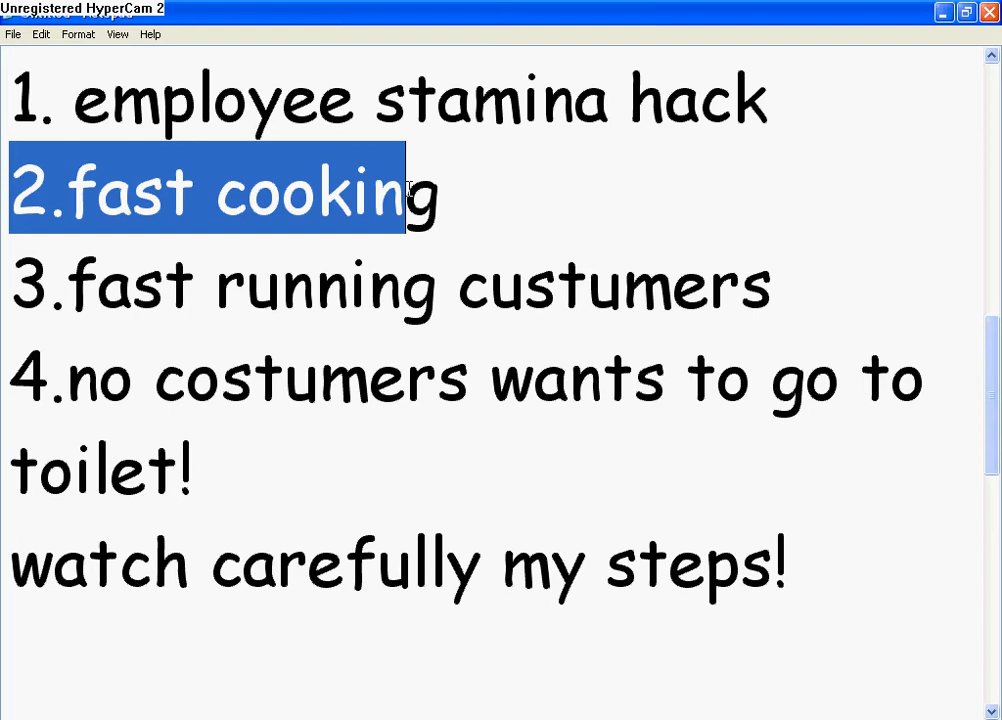 Unregistered HyperCam 2
File Edit Format View Help
1. employee stamina hack
2.fast cooking
3.fast running custumers
4.no costumers wants to go to
toilet!
watch carefully my steps!